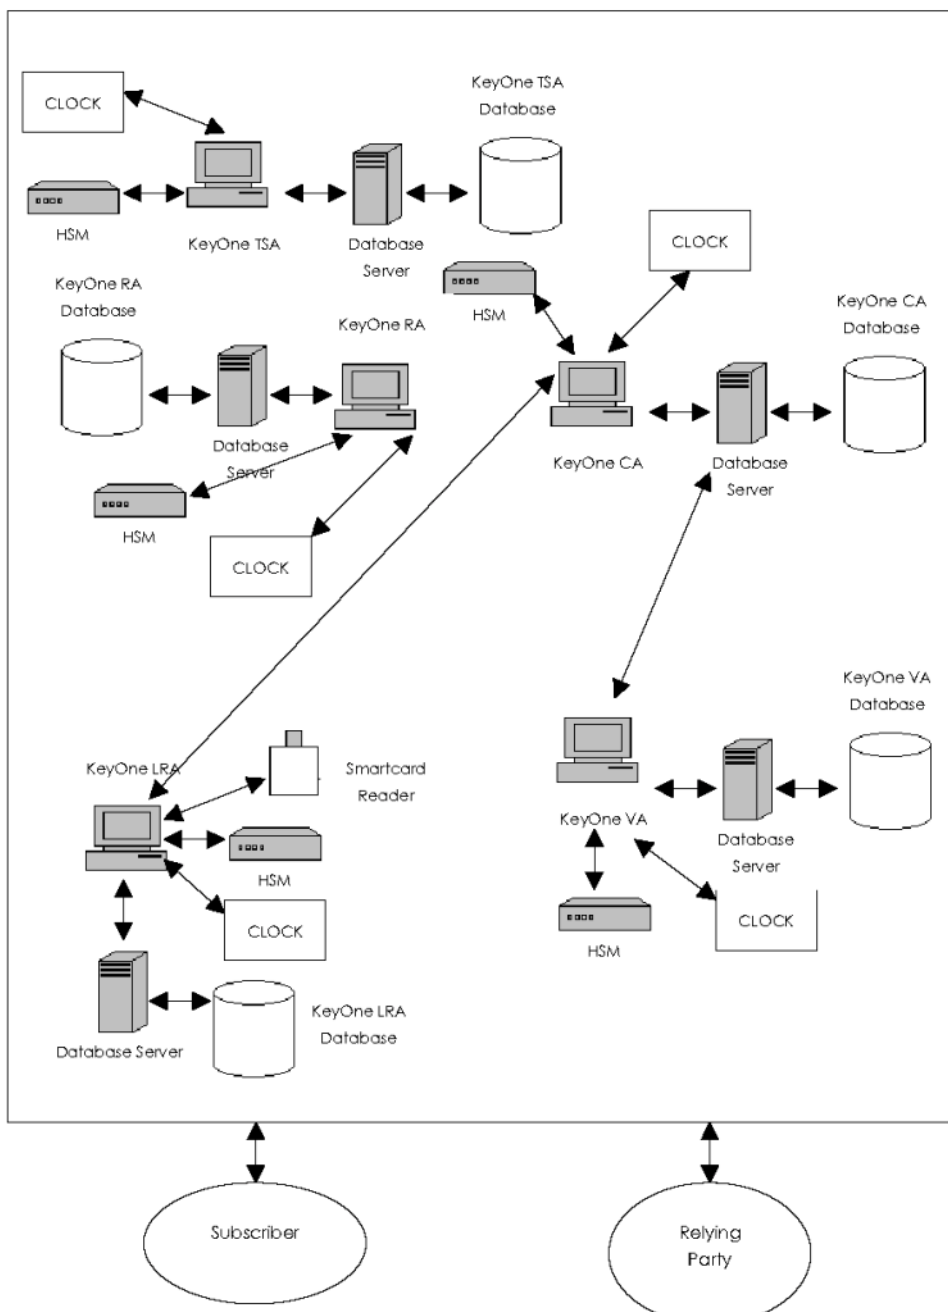 KeyOne TSA
Database
CLOCK
HSM
KeyOne TSA
Database
Server
CLOCK
KeyOne RA
Database
KeyOne RA
HSM
KeyOne CA
Database
Database
Server
HSM
CLOCK
KeyOne CA
Database
Server
KeyOne VA
Database
KeyOne LRA
Smartcard
Reader
KeyOne VA
Database
Server
HSM
CLOCK
HSM
CLOCK
KeyOne LRA
Database
Database Server
Subscriber
Relying
Party